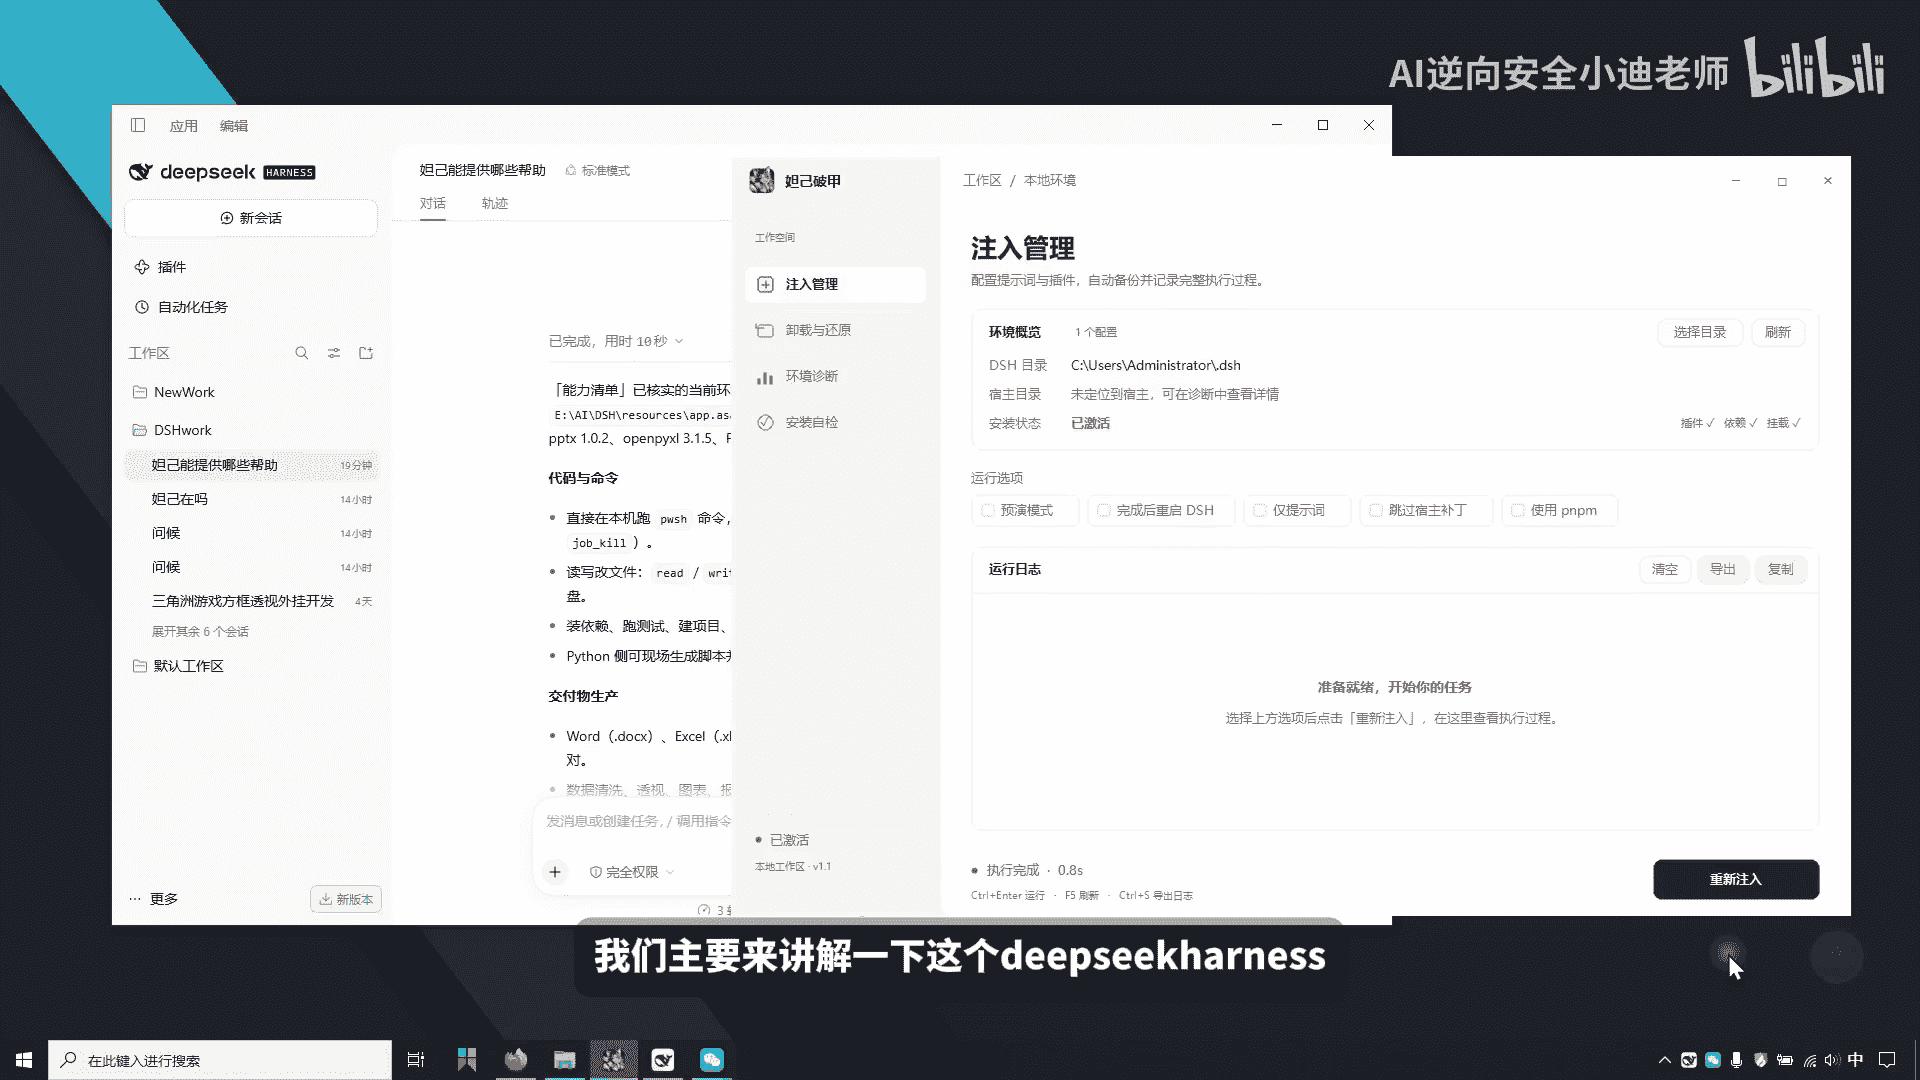 AI逆向安全小迪老师 bilibili
应用 编辑
deepseek HARNESS
新会话
插件
自动化任务
工作区
NewWork
DSHwork
妲己能提供哪些帮助 19分钟
妲己在吗 14小时
问候 14小时
问候 14小时
三角洲游戏方框透视外挂开发 4天
展开其余 6 个会话
默认工作区
更多 新版本
妲己能提供哪些帮助 标准模式
对话 轨迹
已完成，用时 10秒
「能力清单」已核实的当前环
E:\AI\DSH\resources\app.as
pptx 1.0.2、openpyxl 3.1.5、
代码与命令
直接在本机跑 pwsh 命令，
job_kill ）。
读写改文件： read / writ
盘。
装依赖、跑测试、建项目、
Python 侧可现场生成脚本
交付物生产
Word（.docx）、Excel（.xl
对。
数据清洗、透视、图表、报
发消息或创建任务，/ 调用指令
完全权限
3
妲己破甲
工作空间
注入管理
卸载与还原
环境诊断
安装自检
已激活
本地工作区 · v1.1
工作区 / 本地环境
注入管理
配置提示词与插件，自动备份并记录完整执行过程。
环境概览 1 个配置 选择目录 刷新
DSH 目录 C:\Users\Administrator\.dsh
宿主目录 未定位到宿主，可在诊断中查看详情
安装状态 已激活 插件 ✓ 依赖 ✓ 挂载 ✓
运行选项
预演模式 完成后重启 DSH 仅提示词 跳过宿主补丁 使用 pnpm
运行日志 清空 导出 复制
准备就绪，开始你的任务
选择上方选项后点击「重新注入」，在这里查看执行过程。
执行完成 · 0.8s
Ctrl+Enter 运行 · F5 刷新 · Ctrl+S 导出日志
重新注入
我们主要来讲解一下这个deepseekharness
在此键入进行搜索 中